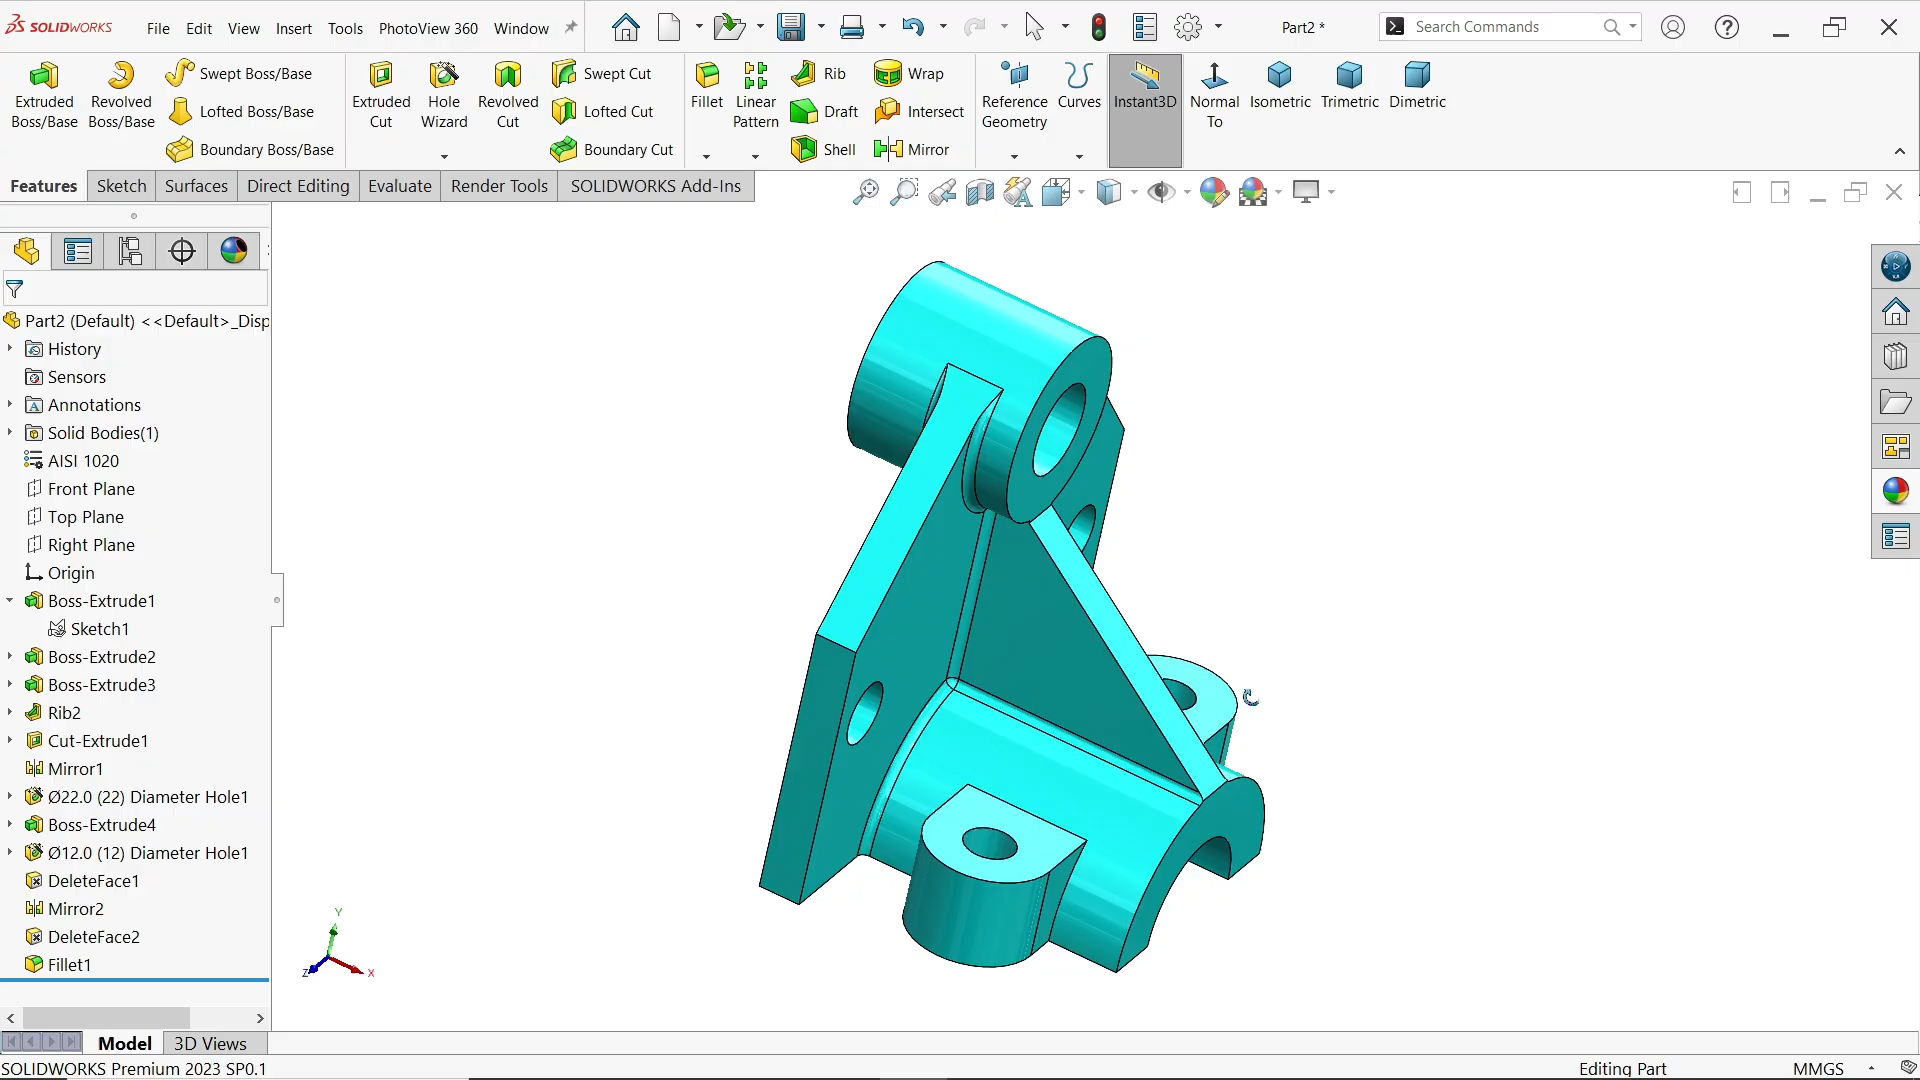 SOLIDWORKS File Edit View Insert Tools PhotoView 360 Window Part2 * Search Commands
Extruded Boss/Base
Revolved Boss/Base
Swept Boss/Base
Lofted Boss/Base
Boundary Boss/Base
Extruded Cut
Hole Wizard
Revolved Cut
Swept Cut
Lofted Cut
Boundary Cut
Fillet
Linear Pattern
Rib
Draft
Shell
Wrap
Intersect
Mirror
Reference Geometry
Curves
Instant3D
Normal To
Isometric
Trimetric
Dimetric
Features Sketch Surfaces Direct Editing Evaluate Render Tools SOLIDWORKS Add-Ins
Part2 (Default) <<Default>_Disp
History
Sensors
Annotations
Solid Bodies(1)
AISI 1020
Front Plane
Top Plane
Right Plane
Origin
Boss-Extrude1
Sketch1
Boss-Extrude2
Boss-Extrude3
Rib2
Cut-Extrude1
Mirror1
Ø22.0 (22) Diameter Hole1
Boss-Extrude4
Ø12.0 (12) Diameter Hole1
DeleteFace1
Mirror2
DeleteFace2
Fillet1
Y
Z
X
Model 3D Views
SOLIDWORKS Premium 2023 SP0.1 Editing Part MMGS